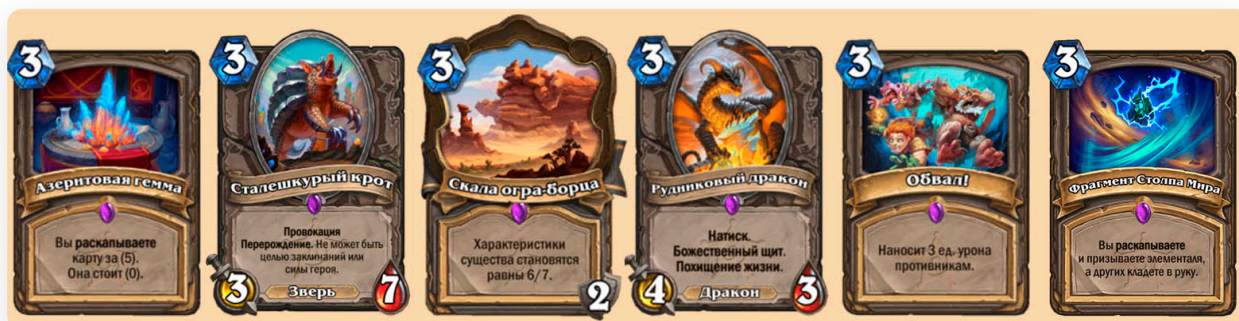 3
Азеритовая гемма
Вы раскапываете
карту за (5).
Она стоит (0).
3
Сталешкурый крот
Провокация
Перерождение. Не может быть
целью заклинаний или
силы героя.
3
Зверь
7
3
Скала огра-борца
Характеристики
существа становятся
равны 6/7.
2
3
Рудниковый дракон
Натиск.
Божественный щит.
Похищение жизни.
4
Дракон
3
3
Обвал!
Наносит 3 ед. урона
противникам.
3
Фрагмент Столпа Мира
Вы раскапываете
и призываете элементаля,
а других кладете в руку.